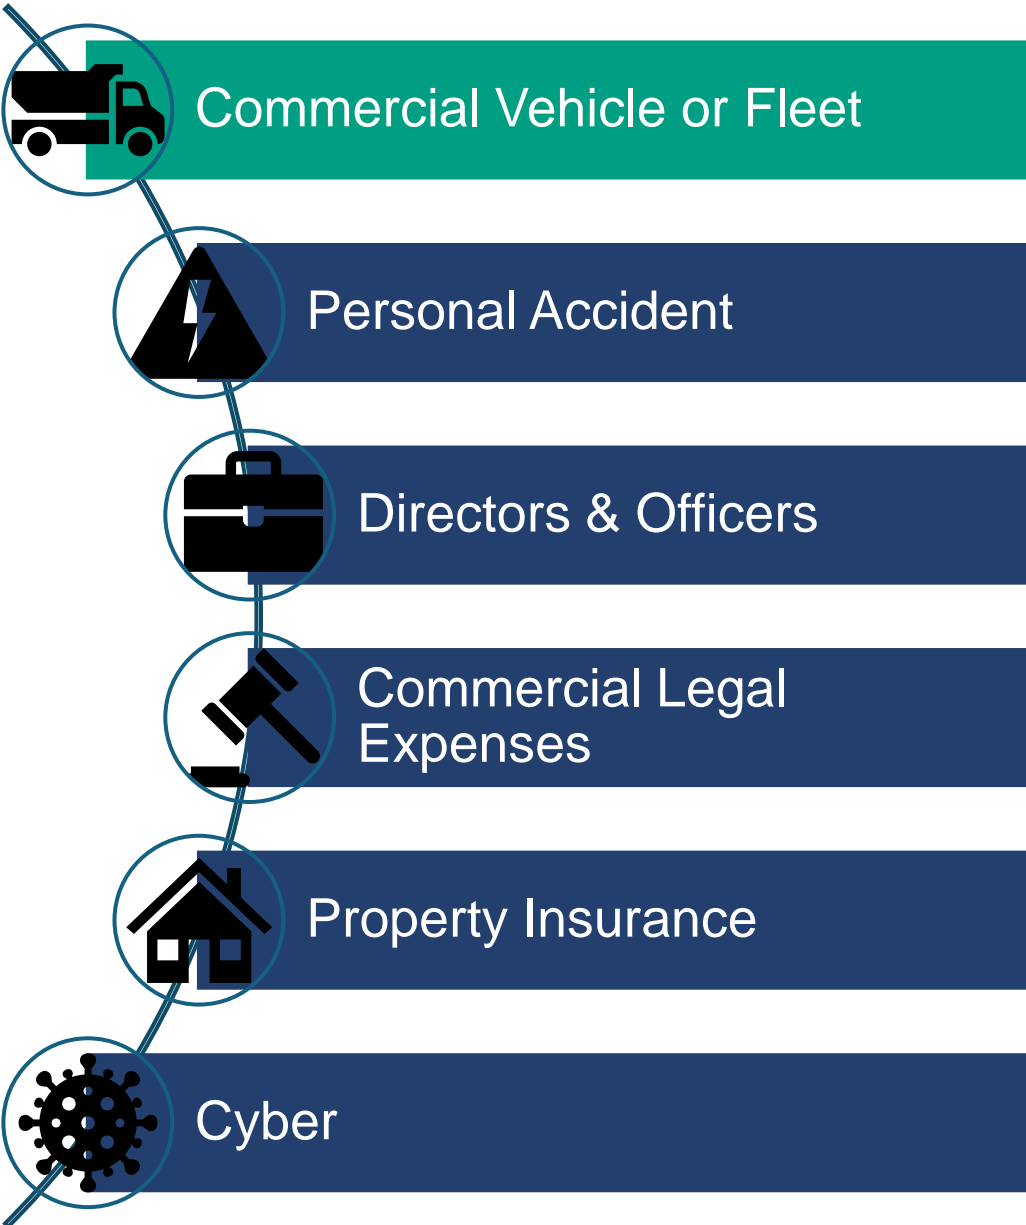 Commercial Vehicle or Fleet
Personal Accident
Directors & Officers
Commercial Legal
Expenses
Property Insurance
Cyber